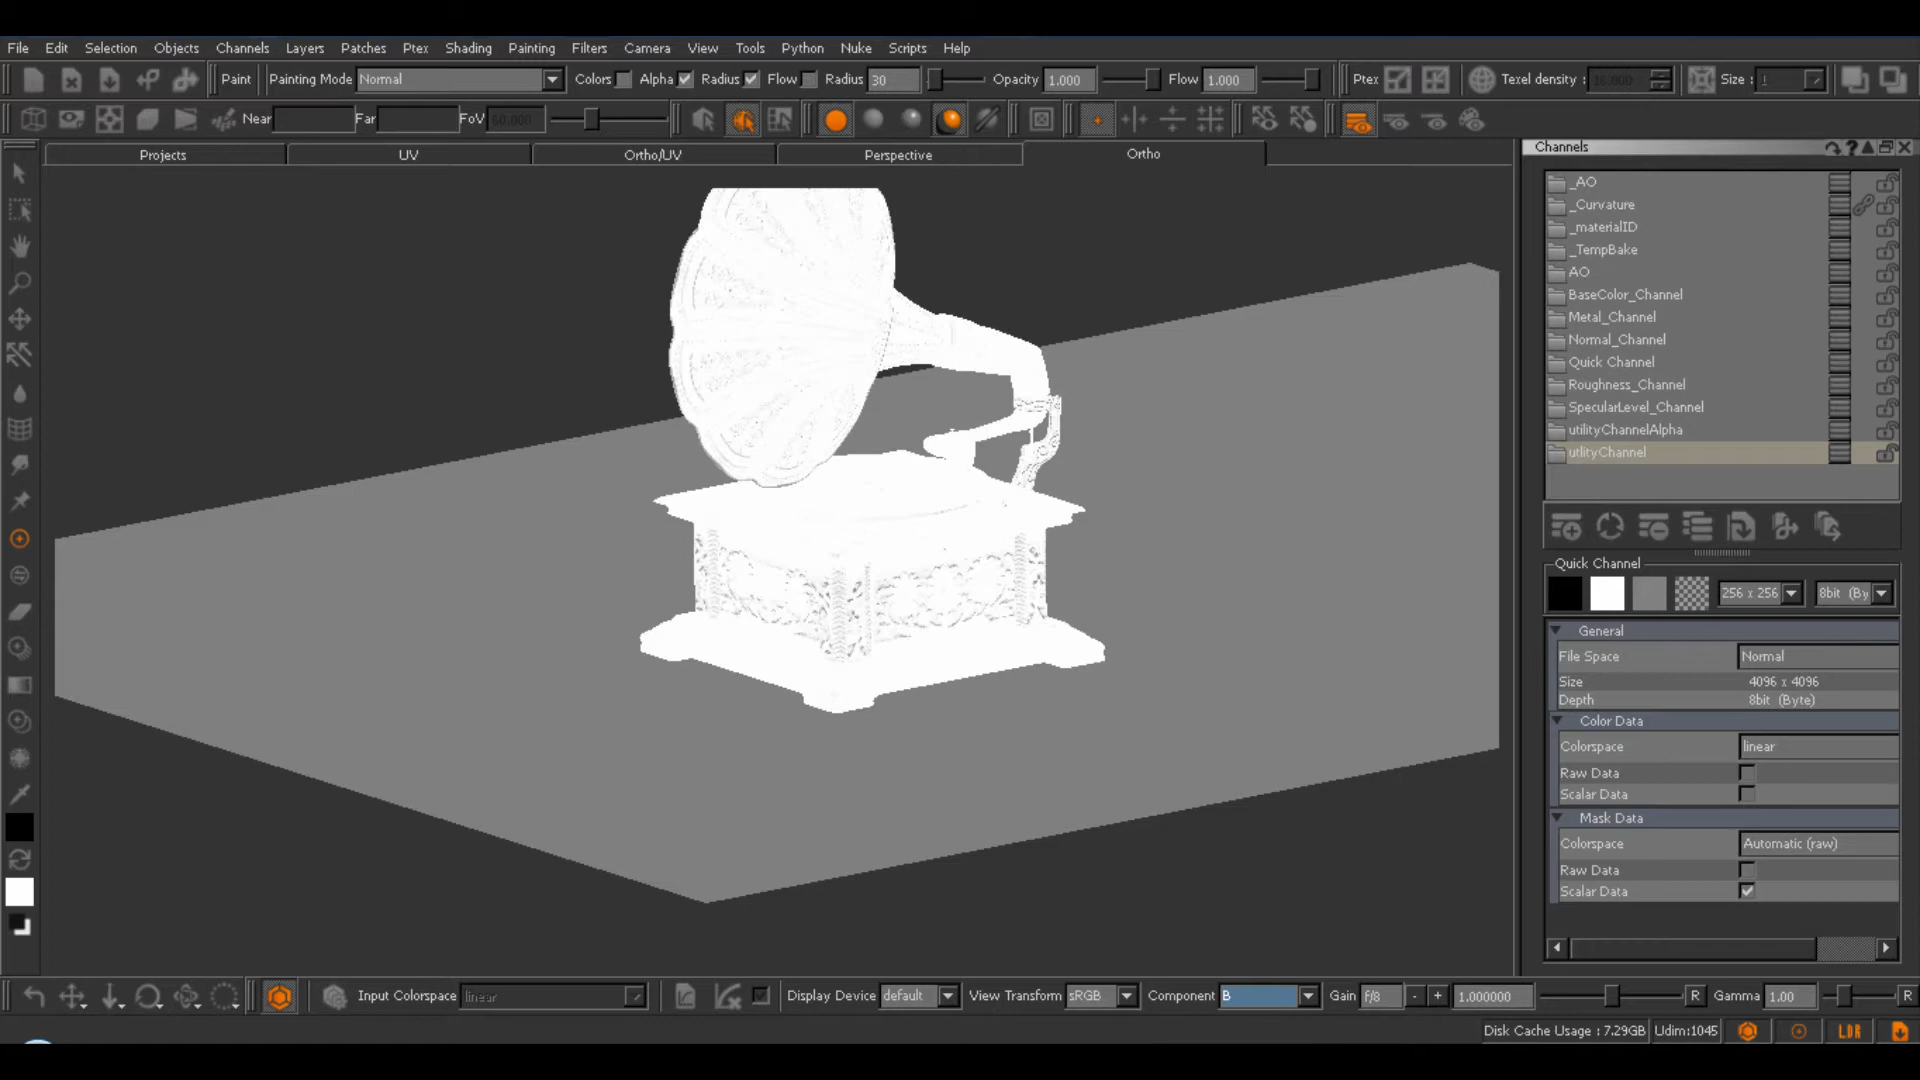 File Edit Selection Objects Channels Layers Patches Ptex Shading Painting Filters Camera View Tools Python Nuke Scripts Help
Paint Painting Mode Normal Colors Alpha Radius Flow Radius 30 Opacity 1.000 Flow 1.000 Ptex Texel density : Size :
Near Far FoV
Projects UV Ortho/UV Perspective Ortho
Channels
_AO
_Curvature
_materialID
_TempBake
AO
BaseColor_Channel
Metal_Channel
Normal_Channel
Quick Channel
Roughness_Channel
SpecularLevel_Channel
utilityChannelAlpha
utlityChannel
Quick Channel
256 x 256 8bit (By
General
File Space Normal
Size 4096 x 4096
Depth 8bit (Byte)
Color Data
Colorspace linear
Raw Data
Scalar Data
Mask Data
Colorspace Automatic (raw)
Raw Data
Scalar Data
Input Colorspace linear Display Device default View Transform sRGB Component B Gain f/8 - + 1.000000 R Gamma 1.00 R
Disk Cache Usage : 7.29GB Udim:1045 LDR